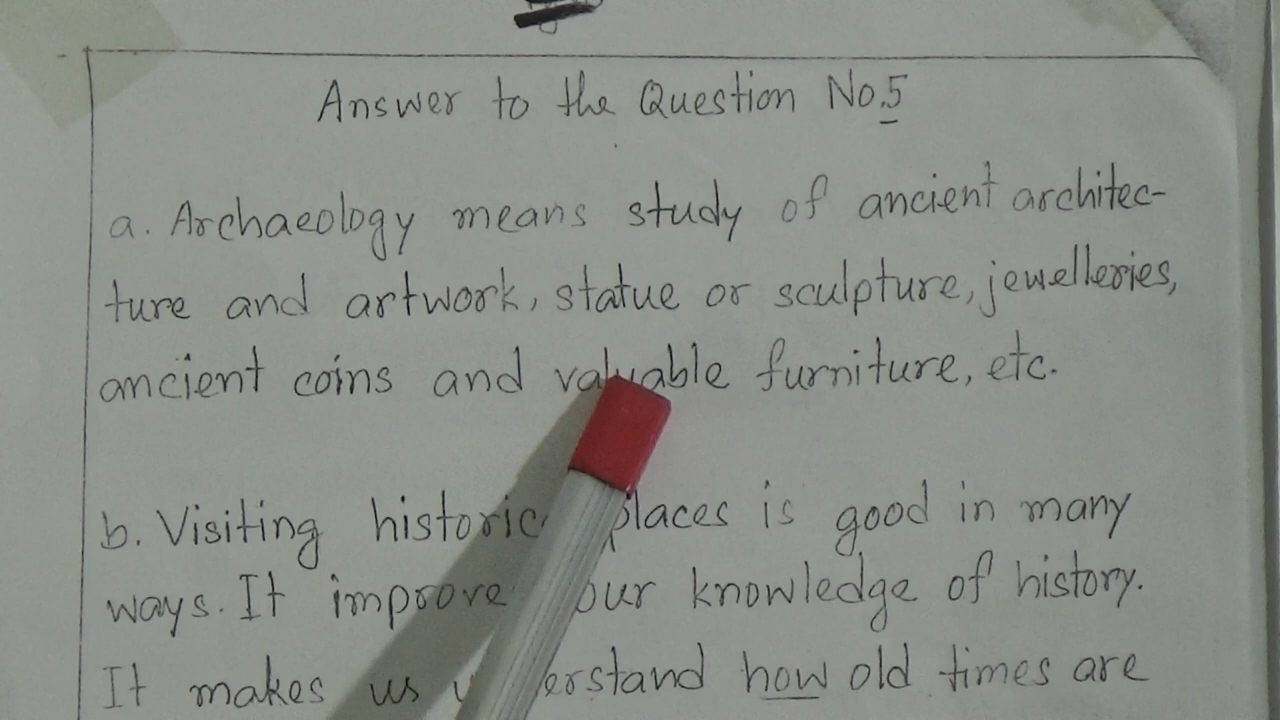 Answer to the Question No.5
a. Archaeology means study of ancient architec-
ture and artwork, statue or sculpture, jewelleries,
ancient coins and valuable furniture, etc.
b. Visiting places is good in many
ways. It our knowledge of history.
It makes us understand how old times are